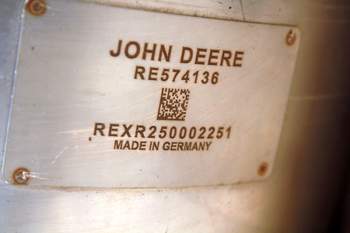 JOHN DEERE
RE574136
REXR250002251
MADE IN GERMANY